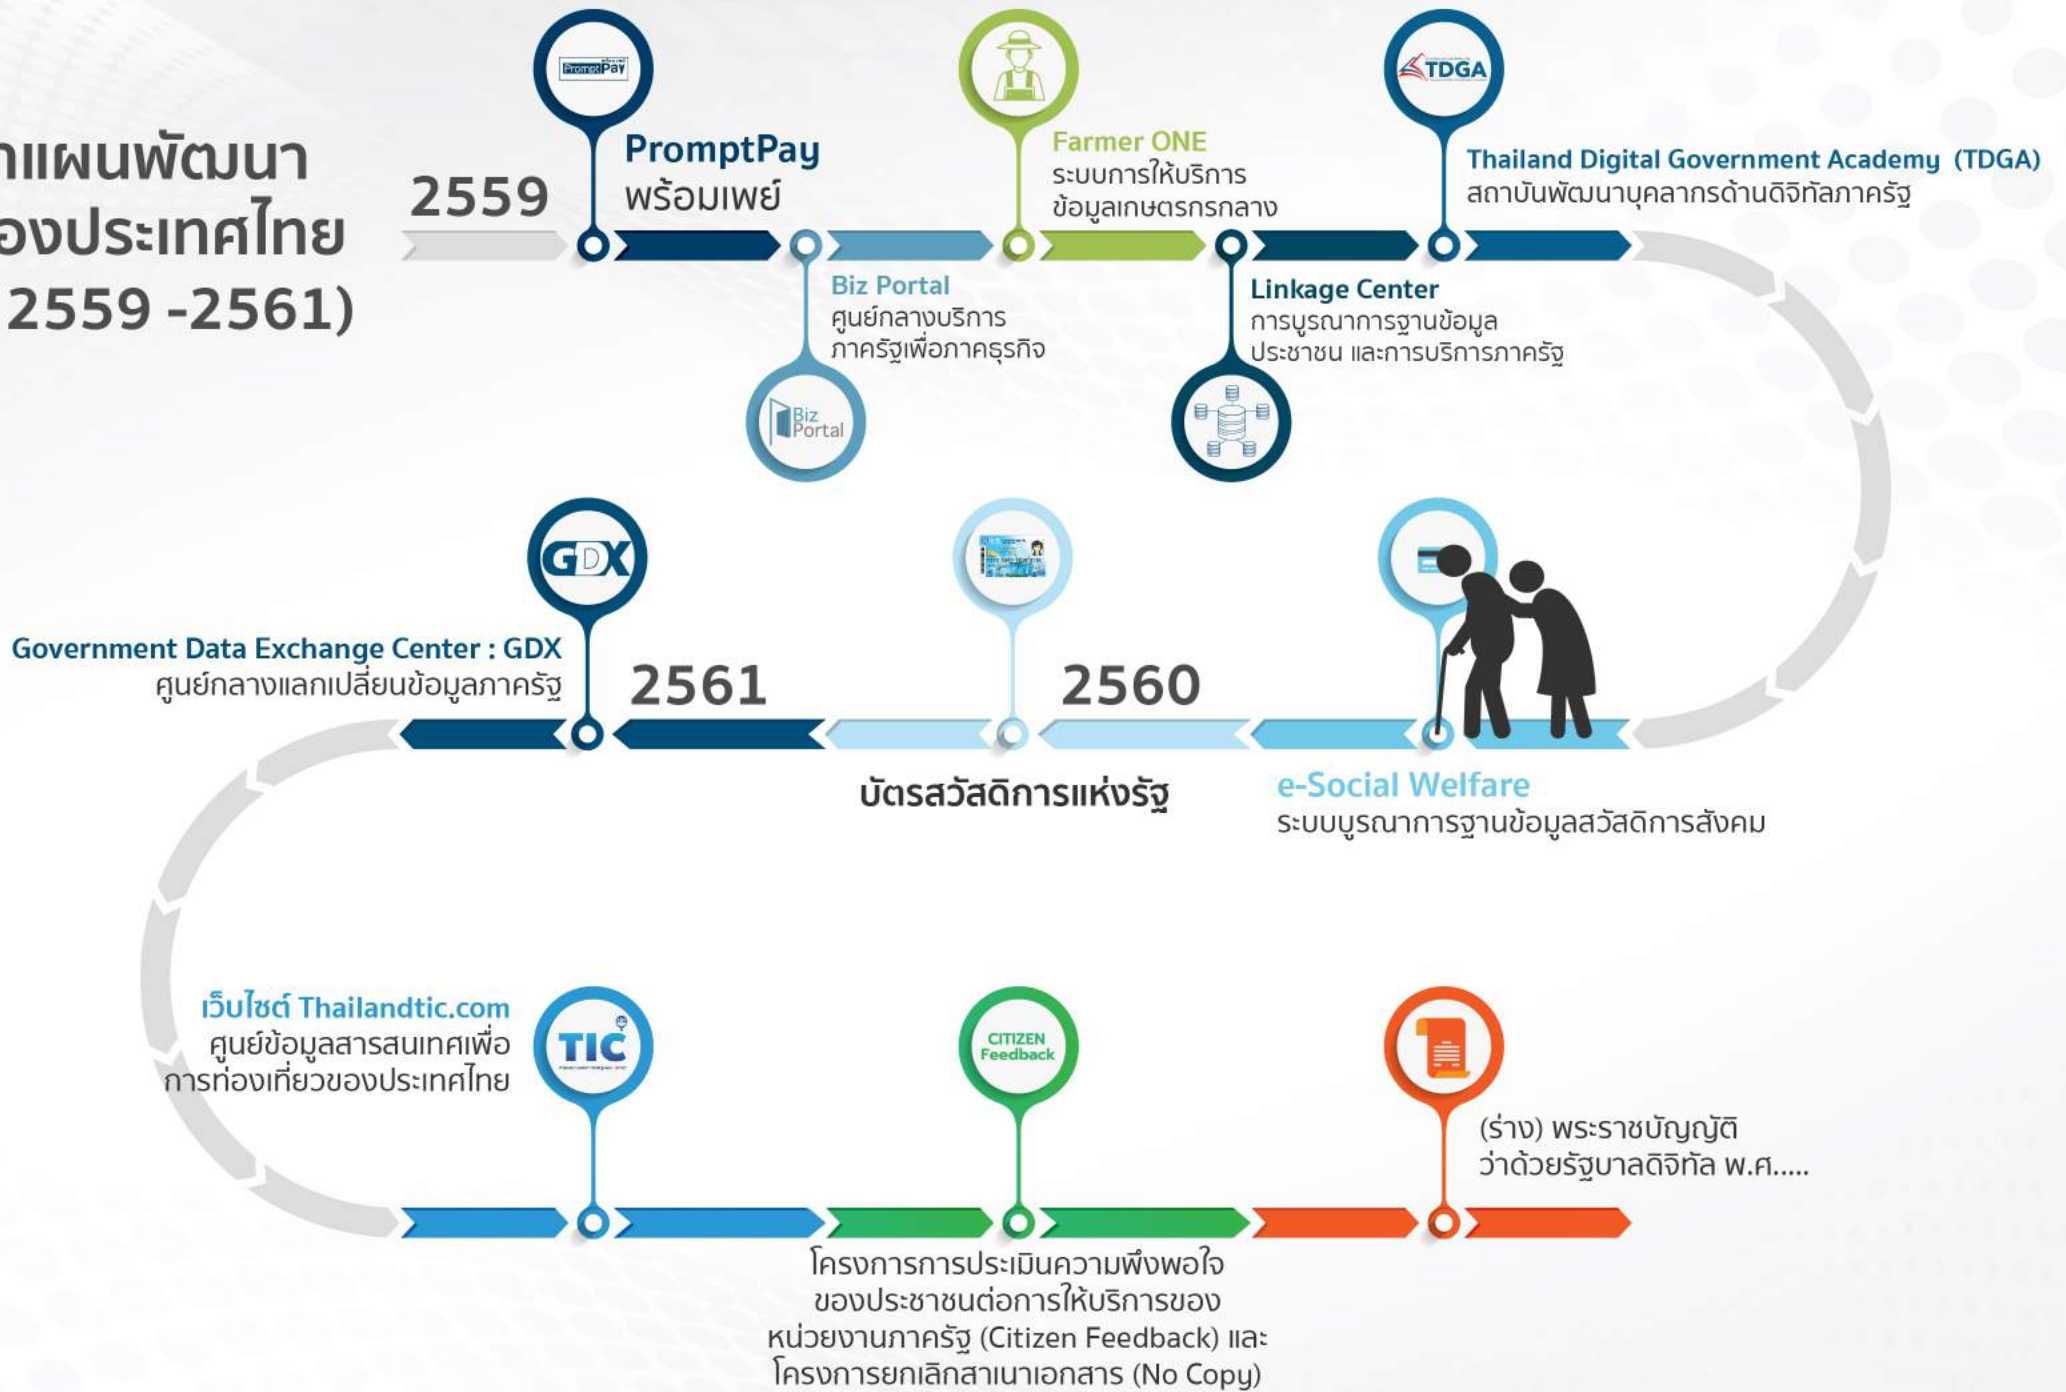 แผนพัฒนา
ของประเทศไทย
2559 -2561)
2559
PromptPay
PromptPay
พร้อมเพย์
Biz Portal
ศูนย์กลางบริการ
ภาครัฐเพื่อภาคธุรกิจ
Biz
Portal
Farmer ONE
ระบบการให้บริการ
ข้อมูลเกษตรกรกลาง
Linkage Center
การบูรณาการฐานข้อมูล
ประชาชน และการบริการภาครัฐ
TDGA
Thailand Digital Government Academy (TDGA)
สถาบันพัฒนาบุคลากรด้านดิจิทัลภาครัฐ
e-Social Welfare
ระบบบูรณาการฐานข้อมูลสวัสดิการสังคม
2560
บัตรสวัสดิการแห่งรัฐ
2561
GDX
Government Data Exchange Center : GDX
ศูนย์กลางแลกเปลี่ยนข้อมูลภาครัฐ
เว็บไซต์ Thailandtic.com
ศูนย์ข้อมูลสารสนเทศเพื่อ
การท่องเที่ยวของประเทศไทย
TIC
CITIZEN
Feedback
โครงการการประเมินความพึงพอใจ
ของประชาชนต่อการให้บริการของ
หน่วยงานภาครัฐ (Citizen Feedback) และ
โครงการยกเลิกสาเนาเอกสาร (No Copy)
(ร่าง) พระราชบัญญัติ
ว่าด้วยรัฐบาลดิจิทัล พ.ศ.....